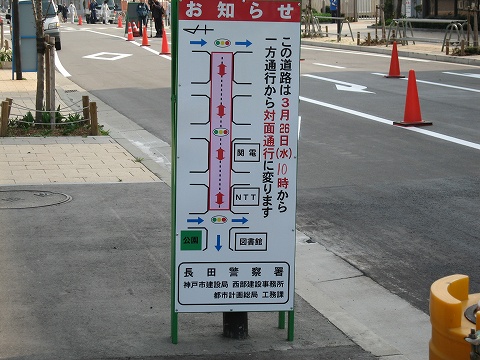 お知らせ
この道路は3月26日(水)10時から
一方通行から対面通行に変ります
関電
NTT
公園
図書館
長田警察署
神戸市建設局 西部建設事務所
都市計画総局 工務課